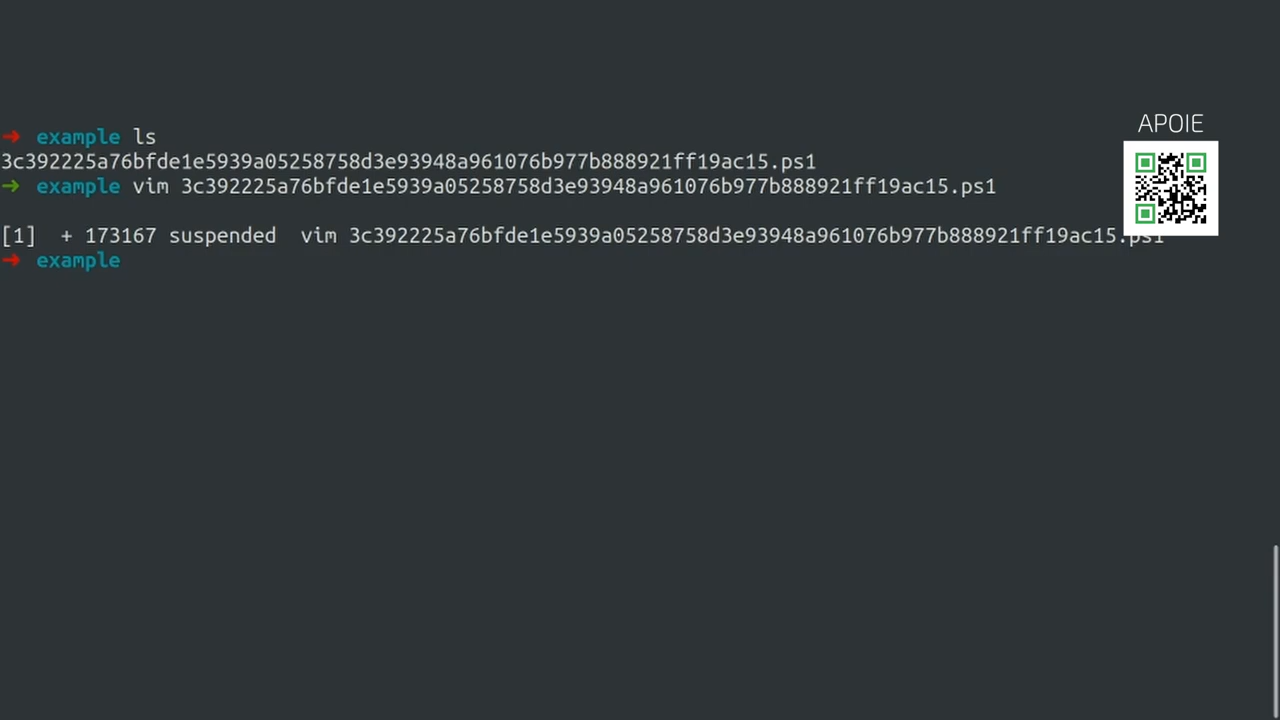 APOIE
➜ example ls
3c392225a76bfde1e5939a05258758d3e93948a961076b977b888921ff19ac15.ps1
➜ example vim 3c392225a76bfde1e5939a05258758d3e93948a961076b977b888921ff19ac15.ps1
[1] + 173167 suspended vim 3c392225a76bfde1e5939a05258758d3e93948a961076b977b888921ff19ac15.ps1
➜ example